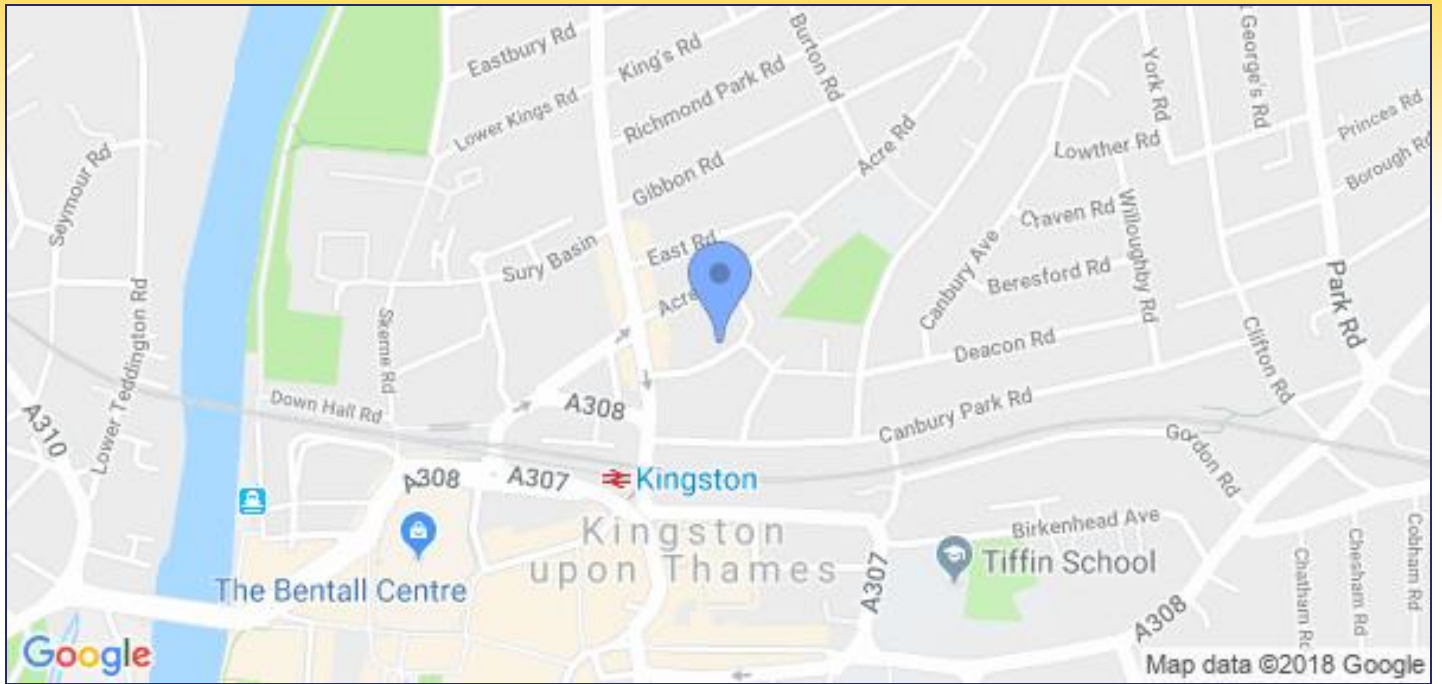 Eastbury Rd
King's Rd
Burton Rd
York Rd
George's Rd
Lower Kings Rd
Richmond Park Rd
Princes Rd
Acre Rd
Lowther Rd
Borough Rd
Seymour Rd
Gibbon Rd
Willoughby Rd
Craven Rd
East Rd
Sury Basin
Canbury Ave
Beresford Rd
Park Rd
Lower Teddington Rd
Skerne Rd
Acre
Deacon Rd
Clifton Rd
Down Hall Rd
A308
Canbury Park Rd
A310
Gordon Rd
A308
A307
Kingston
Birkenhead Ave
Kingston
upon Thames
Tiffin School
The Bentall Centre
A307
A308
Chatham Rd
Chesham Rd
Cobham Rd
Google
Map data ©2018 Google